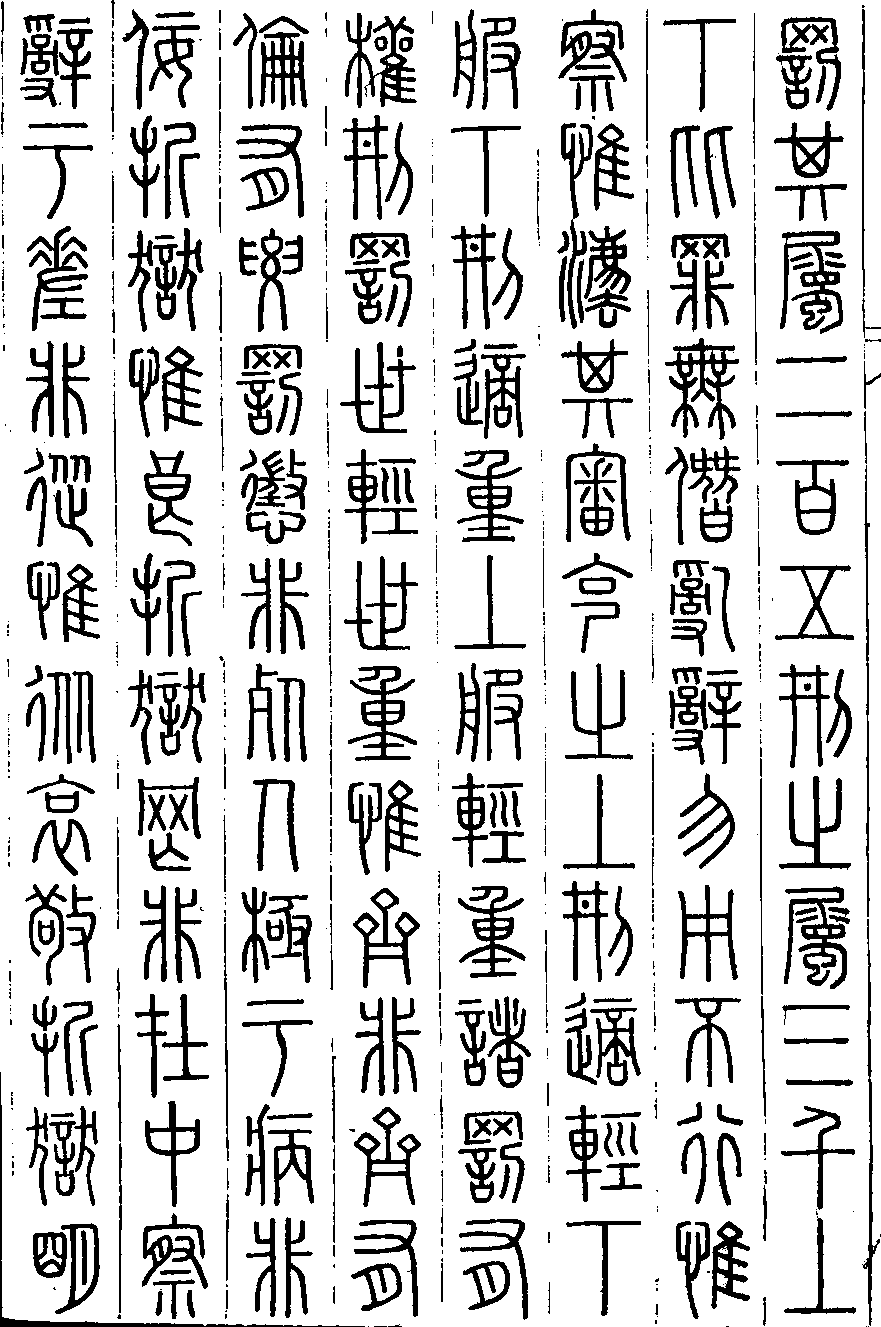 罰其屬二百五刑之屬三千上
下比罪無僭亂辭勿用不行惟
察惟灋其審克之上刑適輕下
服下刑適重上服輕重諸罰有
權刑罰世輕世重惟齊非齊有
倫有要罰懲非死人極于病非
佞折獄惟良折獄罔非在中察
辭于差非從惟从哀敬折獄明